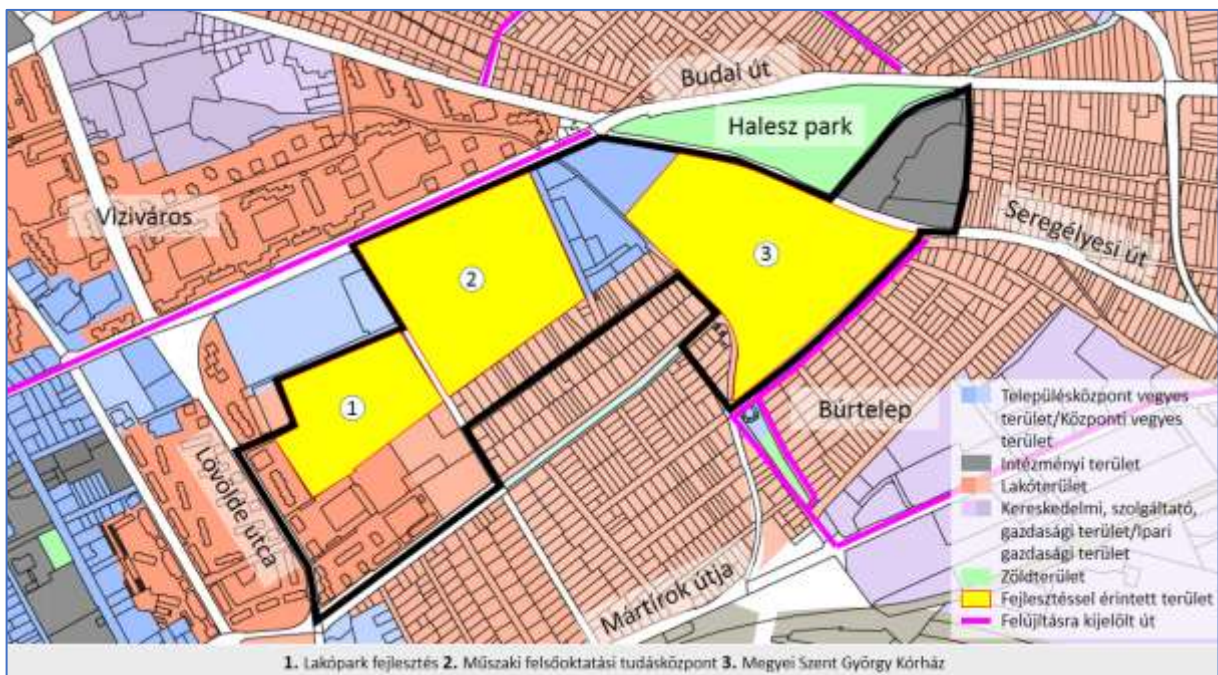 Budai út
Halesz park
Víziváros
Seregélyesi út
3
2
1
Búrtelep
Lövölde utca
Mártírok útja
Településközpont vegyes
terület/Központi vegyes
terület
Intézményi terület
Lakóterület
Kereskedelmi, szolgáltató,
gazdasági terület/Ipari
gazdasági terület
Zöldterület
Fejlesztéssel érintett terület
Felújításra kijelölt út
1. Lakópark fejlesztés 2. Műszaki felsőoktatási tudásközpont 3. Megyei Szent György Kórház